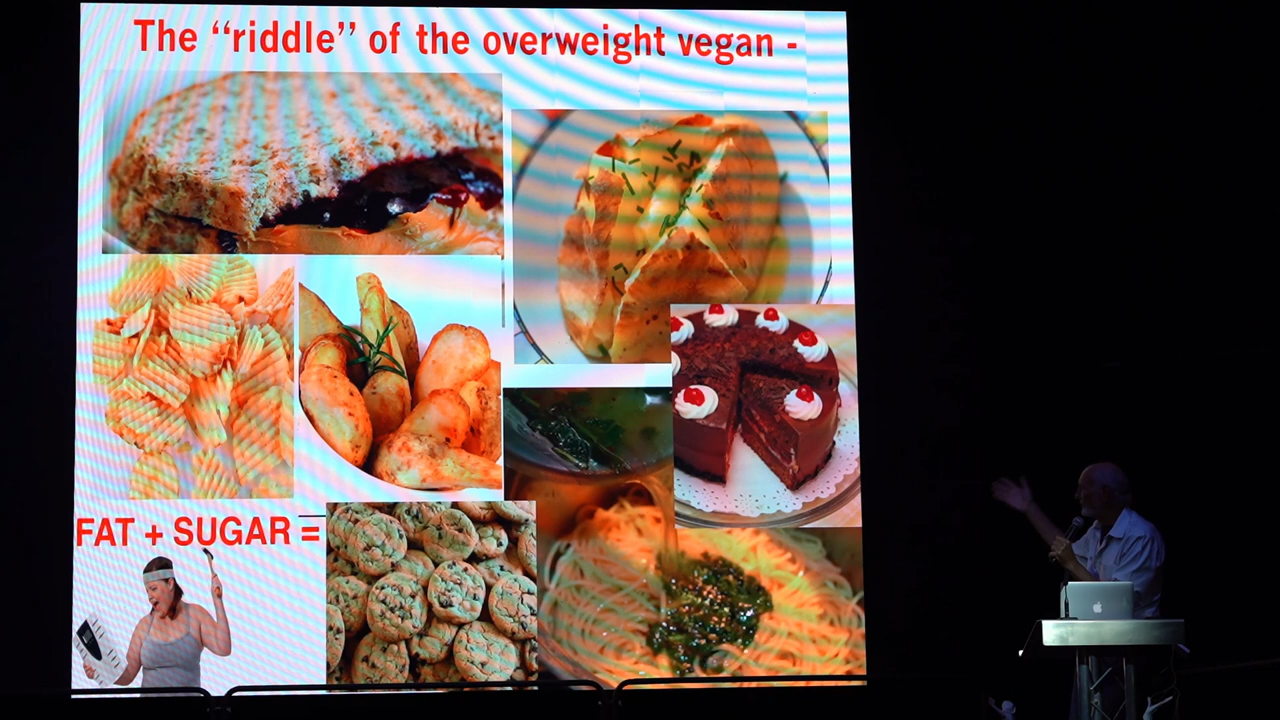 The “riddle” of the overweight vegan -
FAT + SUGAR =